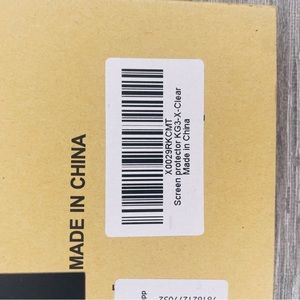 X0029RKCMT
Screen protector KG3-X-Clear
Made in China
MADE IN CHINA